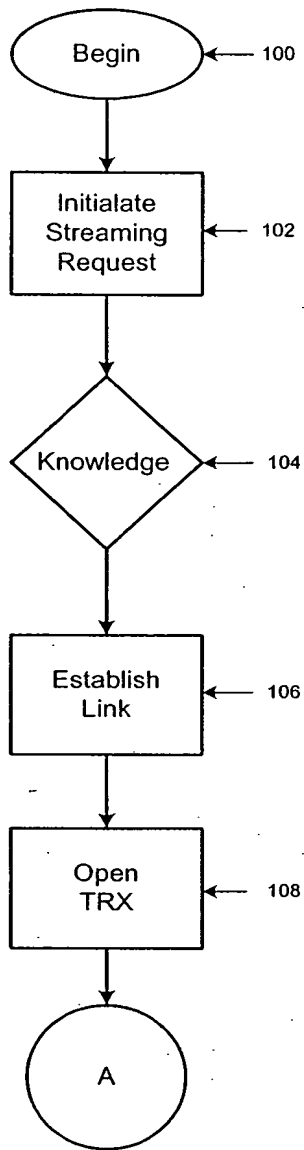 Begin
100
Initialate
Streaming
Request
102
Knowledge
104
Establish
Link
106
Open
TRX
108
A